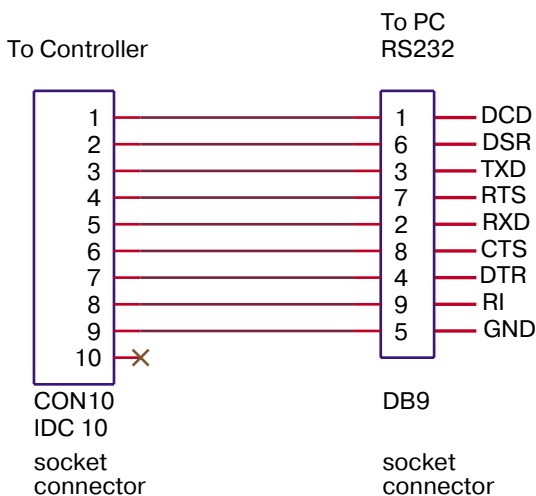 To PC
To Controller RS232
1 1 DCD
2 6 DSR
3 3 TXD
4 7 RTS
5 2 RXD
6 8 CTS
7 4 DTR
8 9 RI
9 5 GND
10
CON10 DB9
IDC 10
socket socket
connector connector